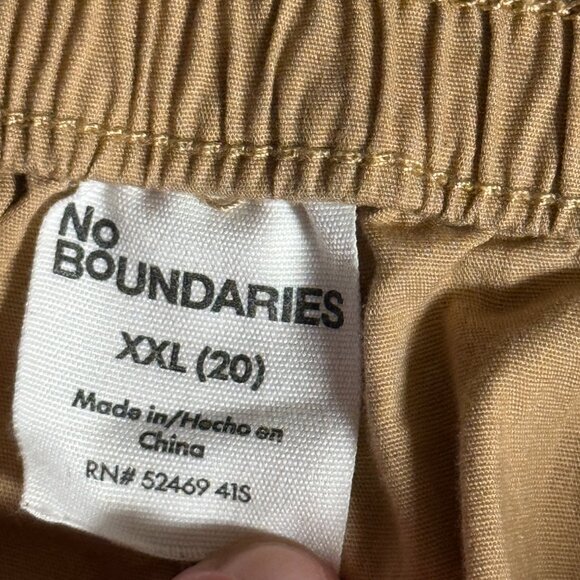 No
BOUNDARIES
XXL (20)
Made in/Hecho en
China
RN# 52469 41S